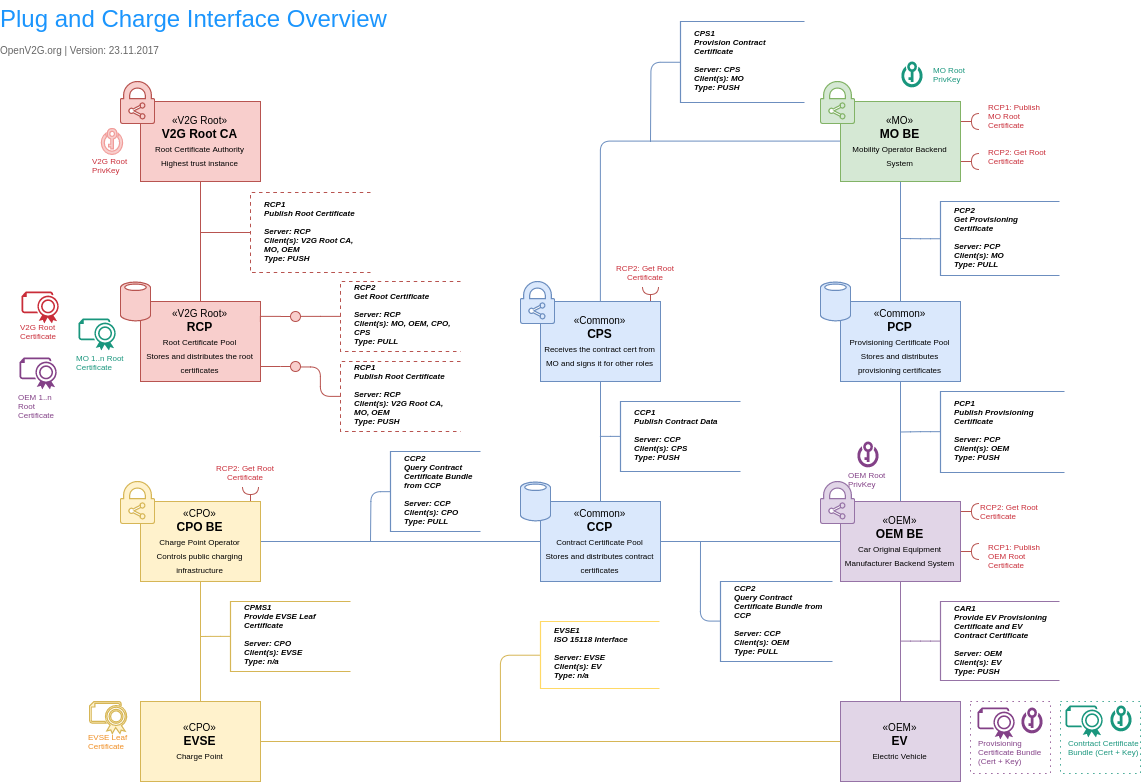 Plug and Charge Interface Overview
OpenV2G.org | Version: 23.11.2017
CPS1
Provision Contract
Certificate
Server: CPS
Client(s): MO
Type: PUSH
MO Root
PrivKey
«V2G Root»
V2G Root CA
Root Certificate Authority
Highest trust instance
V2G Root
PrivKey
«MO»
MO BE
Mobility Operator Backend
System
RCP1: Publish
MO Root
Certificate
RCP2: Get Root
Certificate
RCP1
Publish Root Certificate
Server: RCP
Client(s): V2G Root CA,
MO, OEM
Type: PUSH
PCP2
Get Provisioning
Certificate
Server: PCP
Client(s): MO
Type: PULL
RCP2: Get Root
Certificate
V2G Root
Certificate
MO 1..n Root
Certificate
OEM 1..n
Root
Certificate
«V2G Root»
RCP
Root Certificate Pool
Stores and distributes the root
certificates
RCP2
Get Root Certificate
Server: RCP
Client(s): MO, OEM, CPO,
CPS
Type: PULL
RCP1
Publish Root Certificate
Server: RCP
Client(s): V2G Root CA,
MO, OEM
Type: PUSH
«Common»
CPS
Receives the contract cert from
MO and signs it for other roles
«Common»
PCP
Provisioning Certificate Pool
Stores and distributes
provisioning certificates
CCP1
Publish Contract Data
Server: CCP
Client(s): CPS
Type: PUSH
PCP1
Publish Provisioning
Certificate
Server: PCP
Client(s): OEM
Type: PUSH
RCP2: Get Root
Certificate
CCP2
Query Contract
Certificate Bundle
from CCP
Server: CCP
Client(s): CPO
Type: PULL
OEM Root
PrivKey
«CPO»
CPO BE
Charge Point Operator
Controls public charging
infrastructure
«Common»
CCP
Contract Certificate Pool
Stores and distributes contract
certificates
«OEM»
OEM BE
Car Original Equipment
Manufacturer Backend System
RCP2: Get Root
Certificate
RCP1: Publish
OEM Root
Certificate
CPMS1
Provide EVSE Leaf
Certificate
Server: CPO
Client(s): EVSE
Type: n/a
EVSE1
ISO 15118 Interface
Server: EVSE
Client(s): EV
Type: n/a
CCP2
Query Contract
Certificate Bundle from
CCP
Server: CCP
Client(s): OEM
Type: PULL
CAR1
Provide EV Provisioning
Certificate and EV
Contract Certificate
Server: OEM
Client(s): EV
Type: PUSH
EVSE Leaf
Certificate
«CPO»
EVSE
Charge Point
«OEM»
EV
Electric Vehicle
Provisioning
Certificate Bundle
(Cert + Key)
Contrtact Certificate
Bundle (Cert + Key)